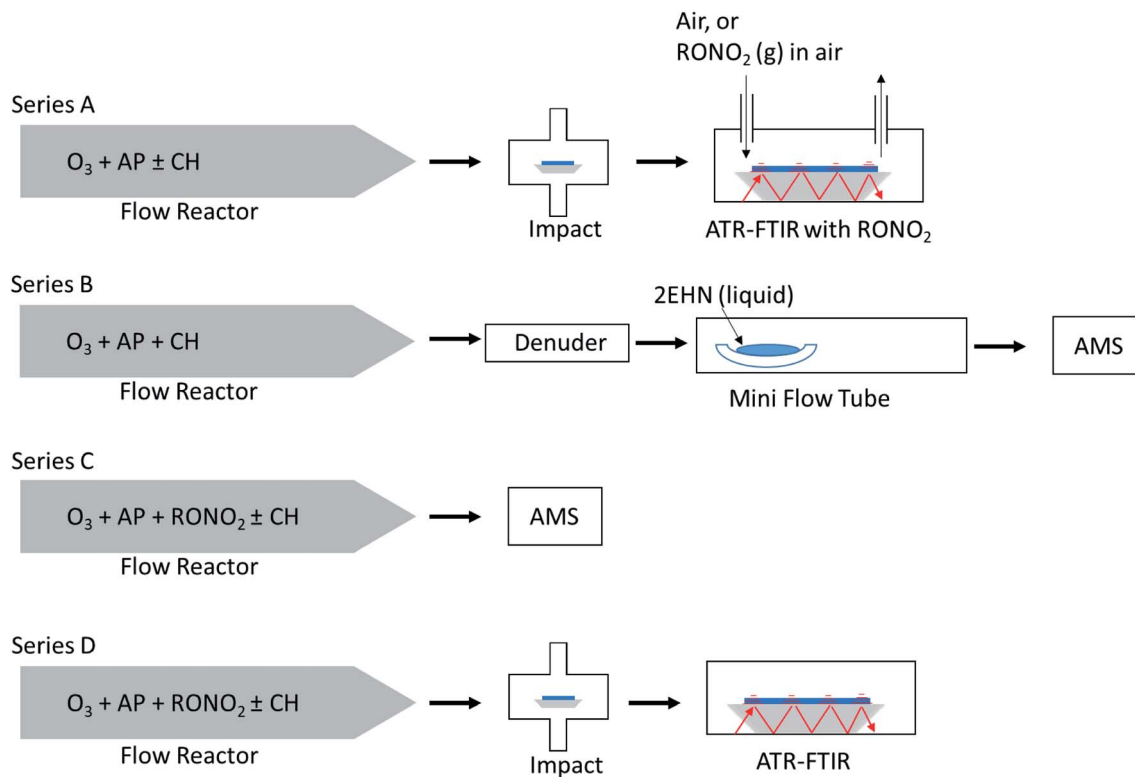 Air, or
RONO₂ (g) in air
Series A
O₃ + AP ± CH
Flow Reactor
Impact
ATR-FTIR with RONO₂
Series B
2EHN (liquid)
O₃ + AP + CH
Denuder
AMS
Flow Reactor
Mini Flow Tube
Series C
O₃ + AP + RONO₂ ± CH
AMS
Flow Reactor
Series D
O₃ + AP + RONO₂ ± CH
Flow Reactor
Impact
ATR-FTIR